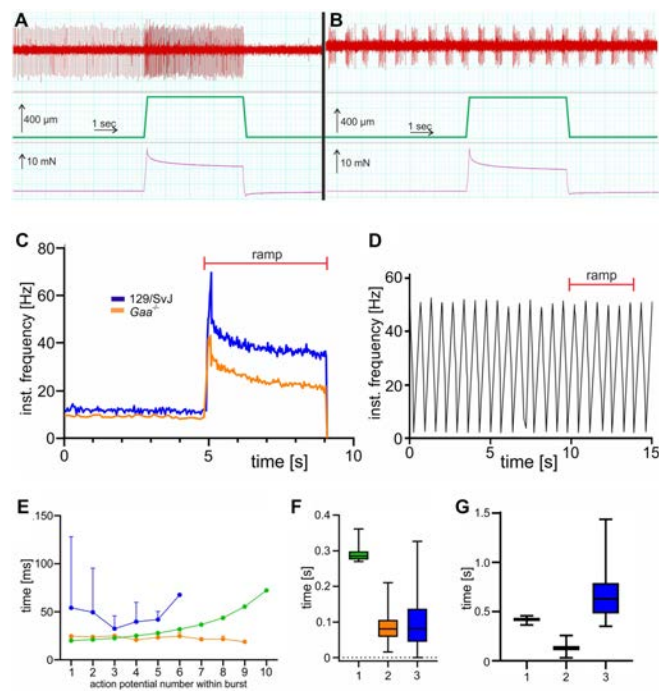 A
B
400 µm
1 sec
10 mN
400 µm
1 sec
10 mN
C
inst. frequency [Hz]
80
60
40
20
0
ramp
129/SvJ
Gaa-/-
0
5
10
time [s]
D
inst. frequency [Hz]
60
40
20
0
ramp
0
5
10
15
time [s]
E
time [ms]
150
100
50
0
1 2 3 4 5 6 7 8 9 10
action potential number within burst
F
time [s]
0.4
0.3
0.2
0.1
0.0
1 2 3
G
time [s]
1.5
1.0
0.5
0.0
1 2 3